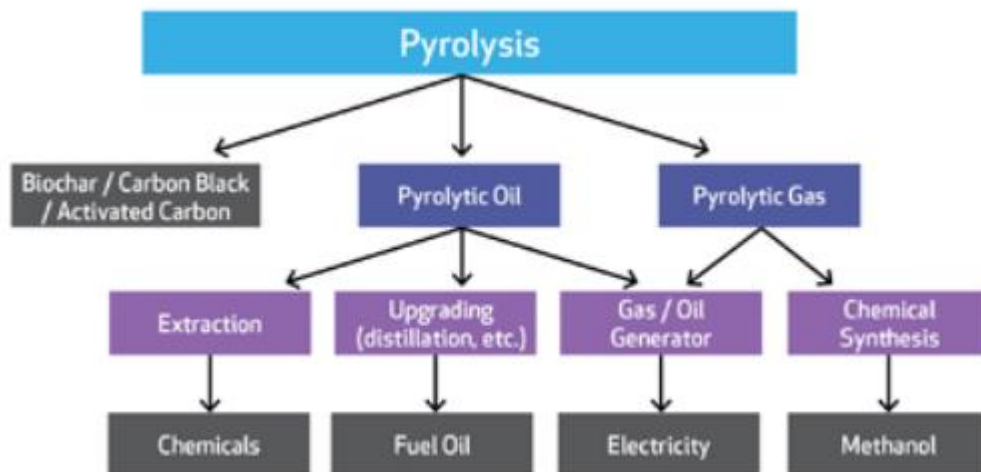 Pyrolysis
Biochar / Carbon Black
/ Activated Carbon
Pyrolytic Oil
Pyrolytic Gas
Extraction
Upgrading
(distillation, etc.)
Gas / Oil
Generator
Chemical
Synthesis
Chemicals
Fuel Oil
Electricity
Methanol